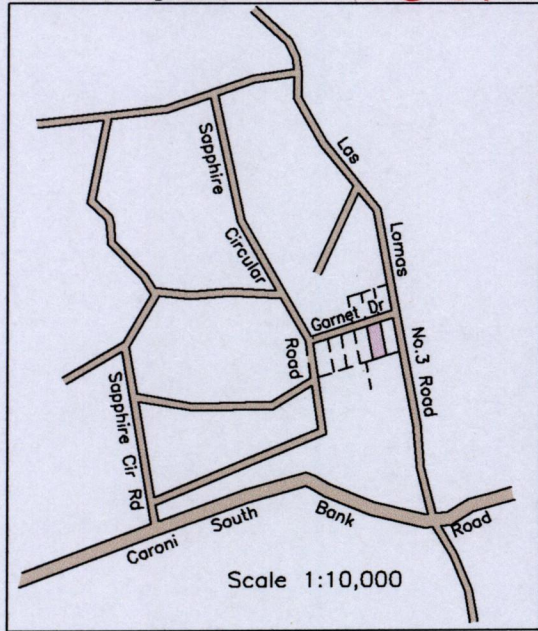 Sapphire
Circular
Road
Las
Lomas
No.3 Road
Garnet Dr
Sapphire Cir Rd
Caroni South Bank Road
Scale 1:10,000